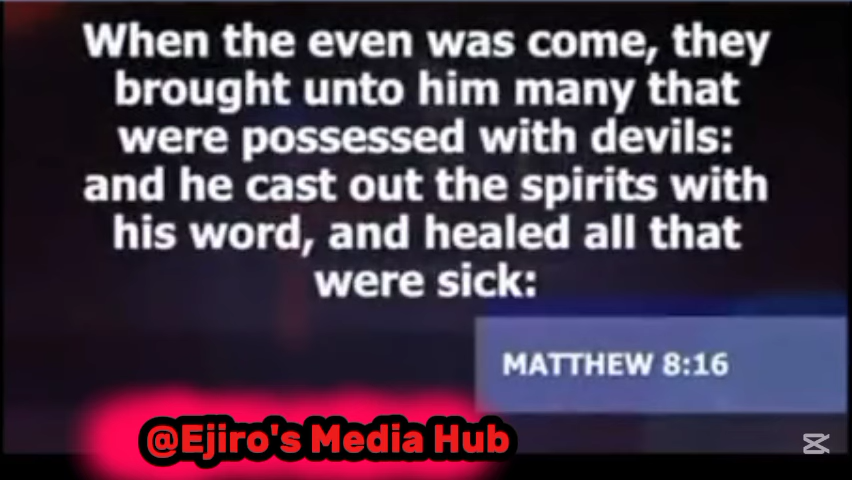 When the even was come, they
brought unto him many that
were possessed with devils:
and he cast out the spirits with
his word, and healed all that
were sick:
MATTHEW 8:16
@Ejiro's Media Hub